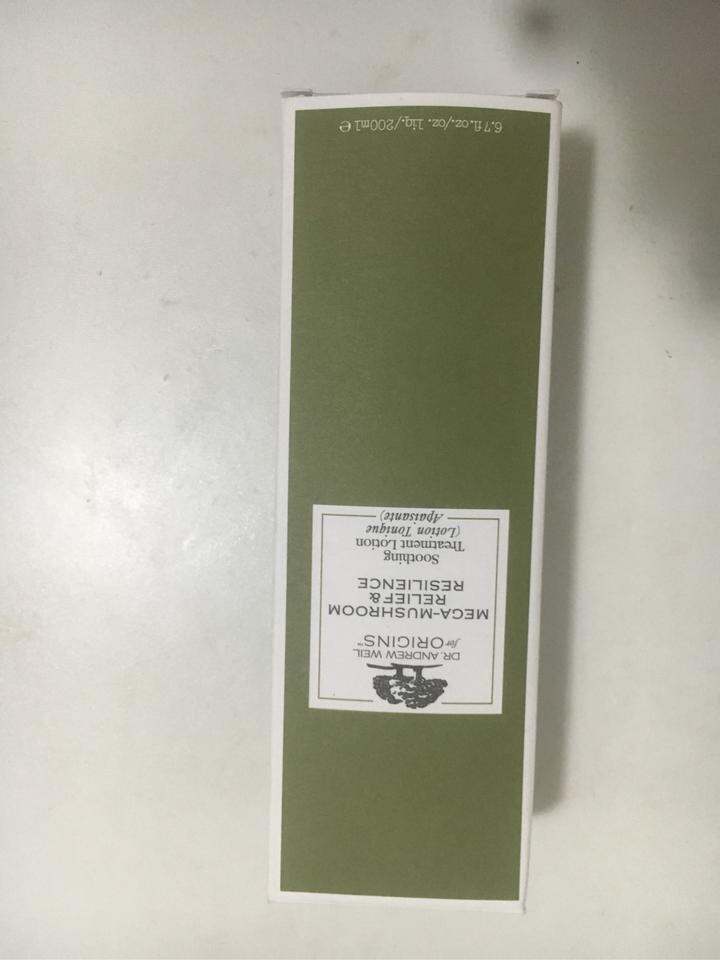 DR. ANDREW WEIL
for ORIGINS™
MEGA-MUSHROOM
RELIEF &
RESILIENCE
Soothing
Treatment Lotion
(Lotion Tonique
Apaisante)
6.7 fl.oz./oz. liq./200ml ℮